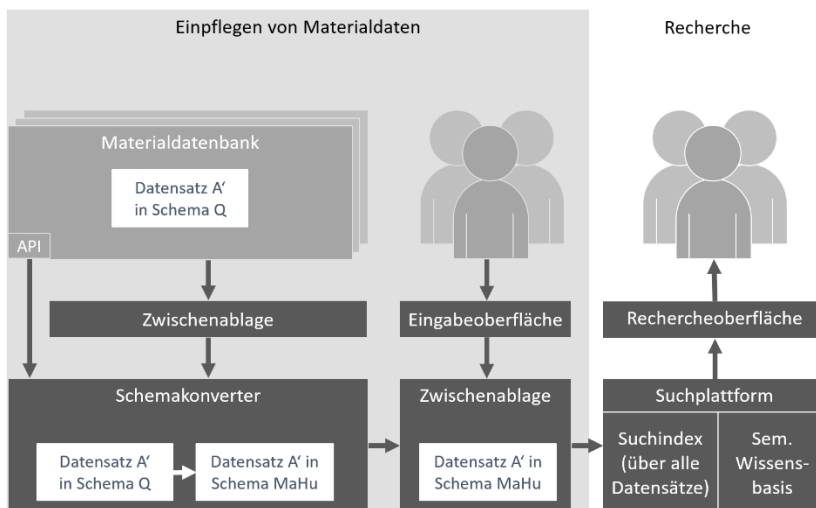 Einpflegen von Materialdaten
Recherche
Materialdatenbank
Datensatz A‘
in Schema Q
API
Zwischenablage
Eingabeoberfläche
Rechercheoberfläche
Schemakonverter
Datensatz A‘
in Schema Q
Datensatz A‘ in
Schema MaHu
Zwischenablage
Datensatz A‘ in
Schema MaHu
Suchplattform
Suchindex
(über alle
Datensätze)
Sem.
Wissens-
basis